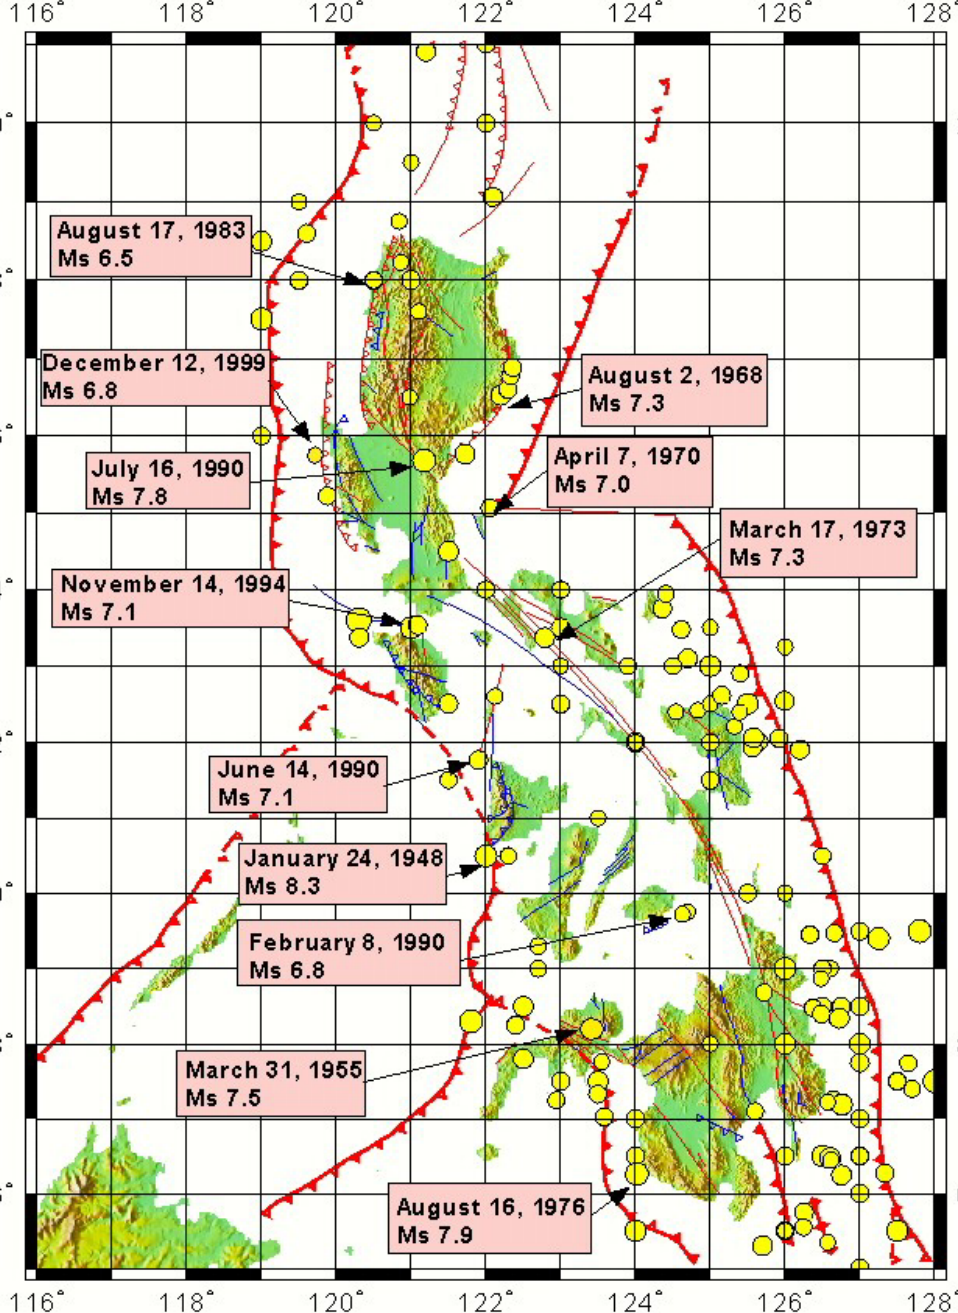 116° 118° 120° 122° 124° 126° 128°
August 17, 1983
Ms 6.5
December 12, 1999
Ms 6.8
August 2, 1968
Ms 7.3
July 16, 1990
Ms 7.8
April 7, 1970
Ms 7.0
March 17, 1973
Ms 7.3
November 14, 1994
Ms 7.1
June 14, 1990
Ms 7.1
January 24, 1948
Ms 8.3
February 8, 1990
Ms 6.8
March 31, 1955
Ms 7.5
August 16, 1976
Ms 7.9
116° 118° 120° 122° 124° 126° 128°